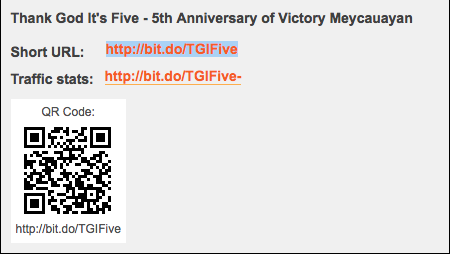 Thank God It's Five - 5th Anniversary of Victory Meycauayan
Short URL: http://bit.do/TGIFive
Traffic stats: http://bit.do/TGIFive-
QR Code:
http://bit.do/TGIFive